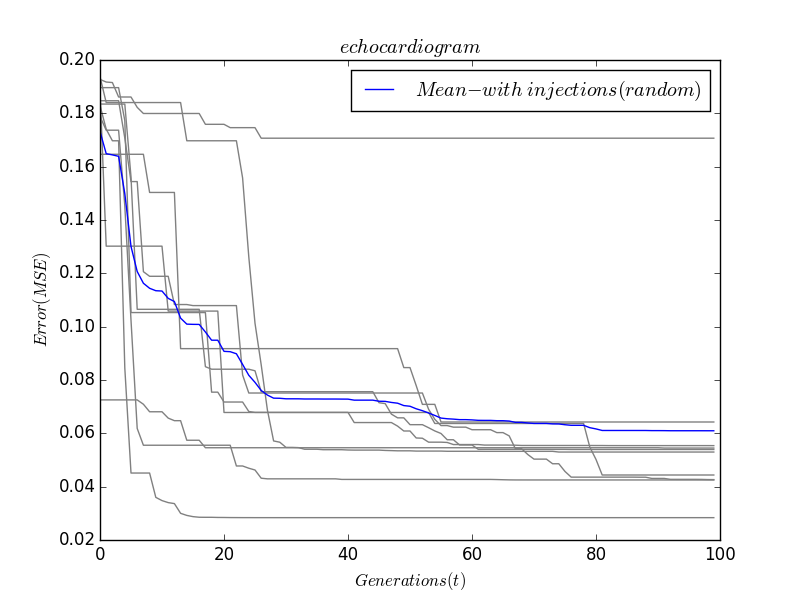 echocardiogram
Mean−with injections(random)
0.20
0.18
0.16
0.14
0.12
0.10
0.08
0.06
0.04
0.02
Error(MSE)
0 20 40 60 80 100
Generations(t)